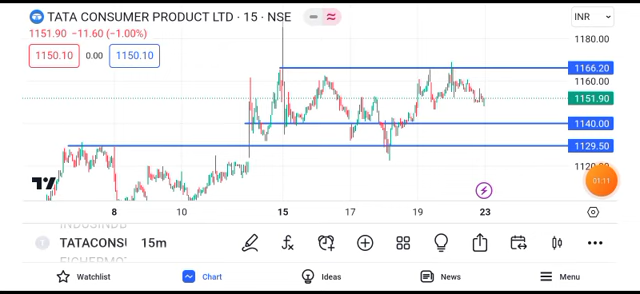 TATA CONSUMER PRODUCT LTD · 15 · NSE
INR
1151.90 −11.60 (−1.00%)
1180.00
1150.10 0.00 1150.10
1166.20
1160.00
1151.90
1140.00
1129.50
1120.00
01:11
8 10 15 17 19 23
TATACONSU 15m
Watchlist Chart Ideas News Menu